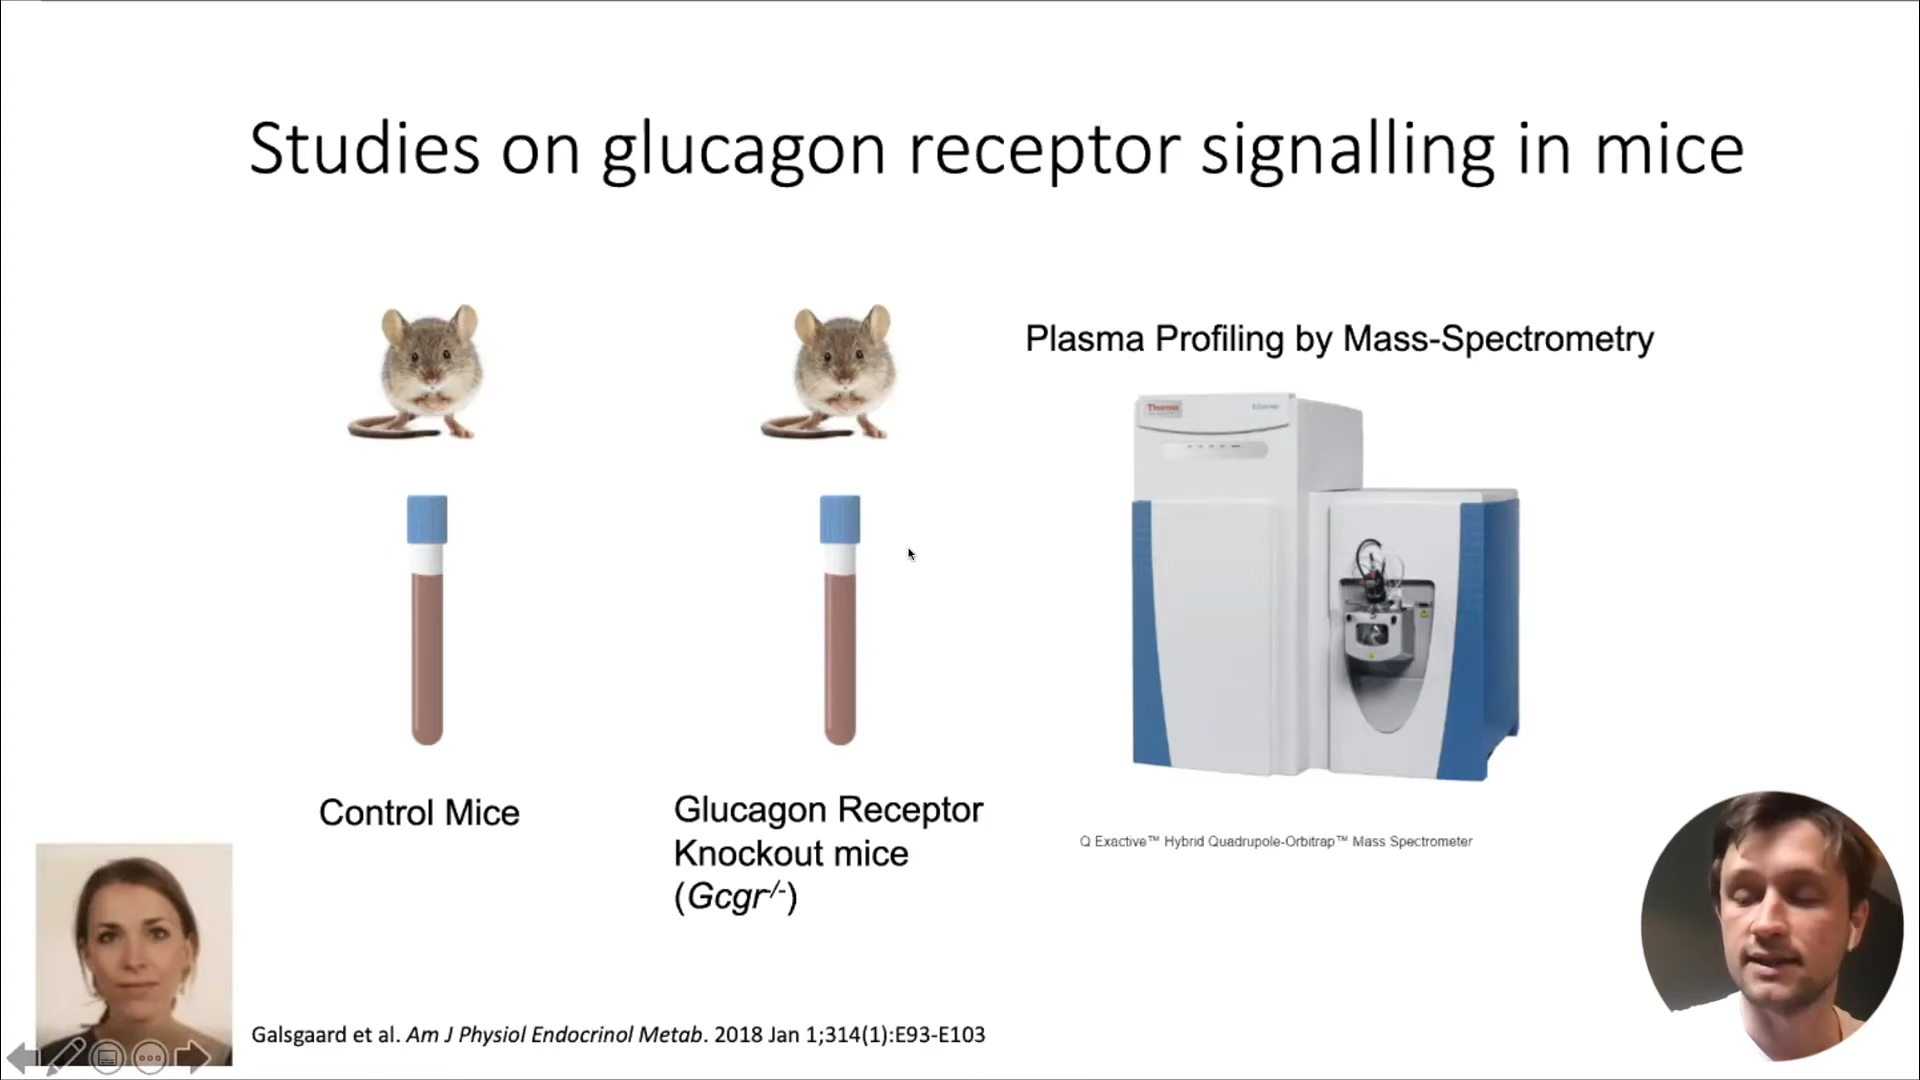 Studies on glucagon receptor signalling in mice
Plasma Profiling by Mass-Spectrometry
Thermo
Control Mice
Glucagon Receptor
Knockout mice
(Gcgr-/-)
Q Exactive™ Hybrid Quadrupole-Orbitrap™ Mass Spectrometer
Galsgaard et al. Am J Physiol Endocrinol Metab. 2018 Jan 1;314(1):E93-E103